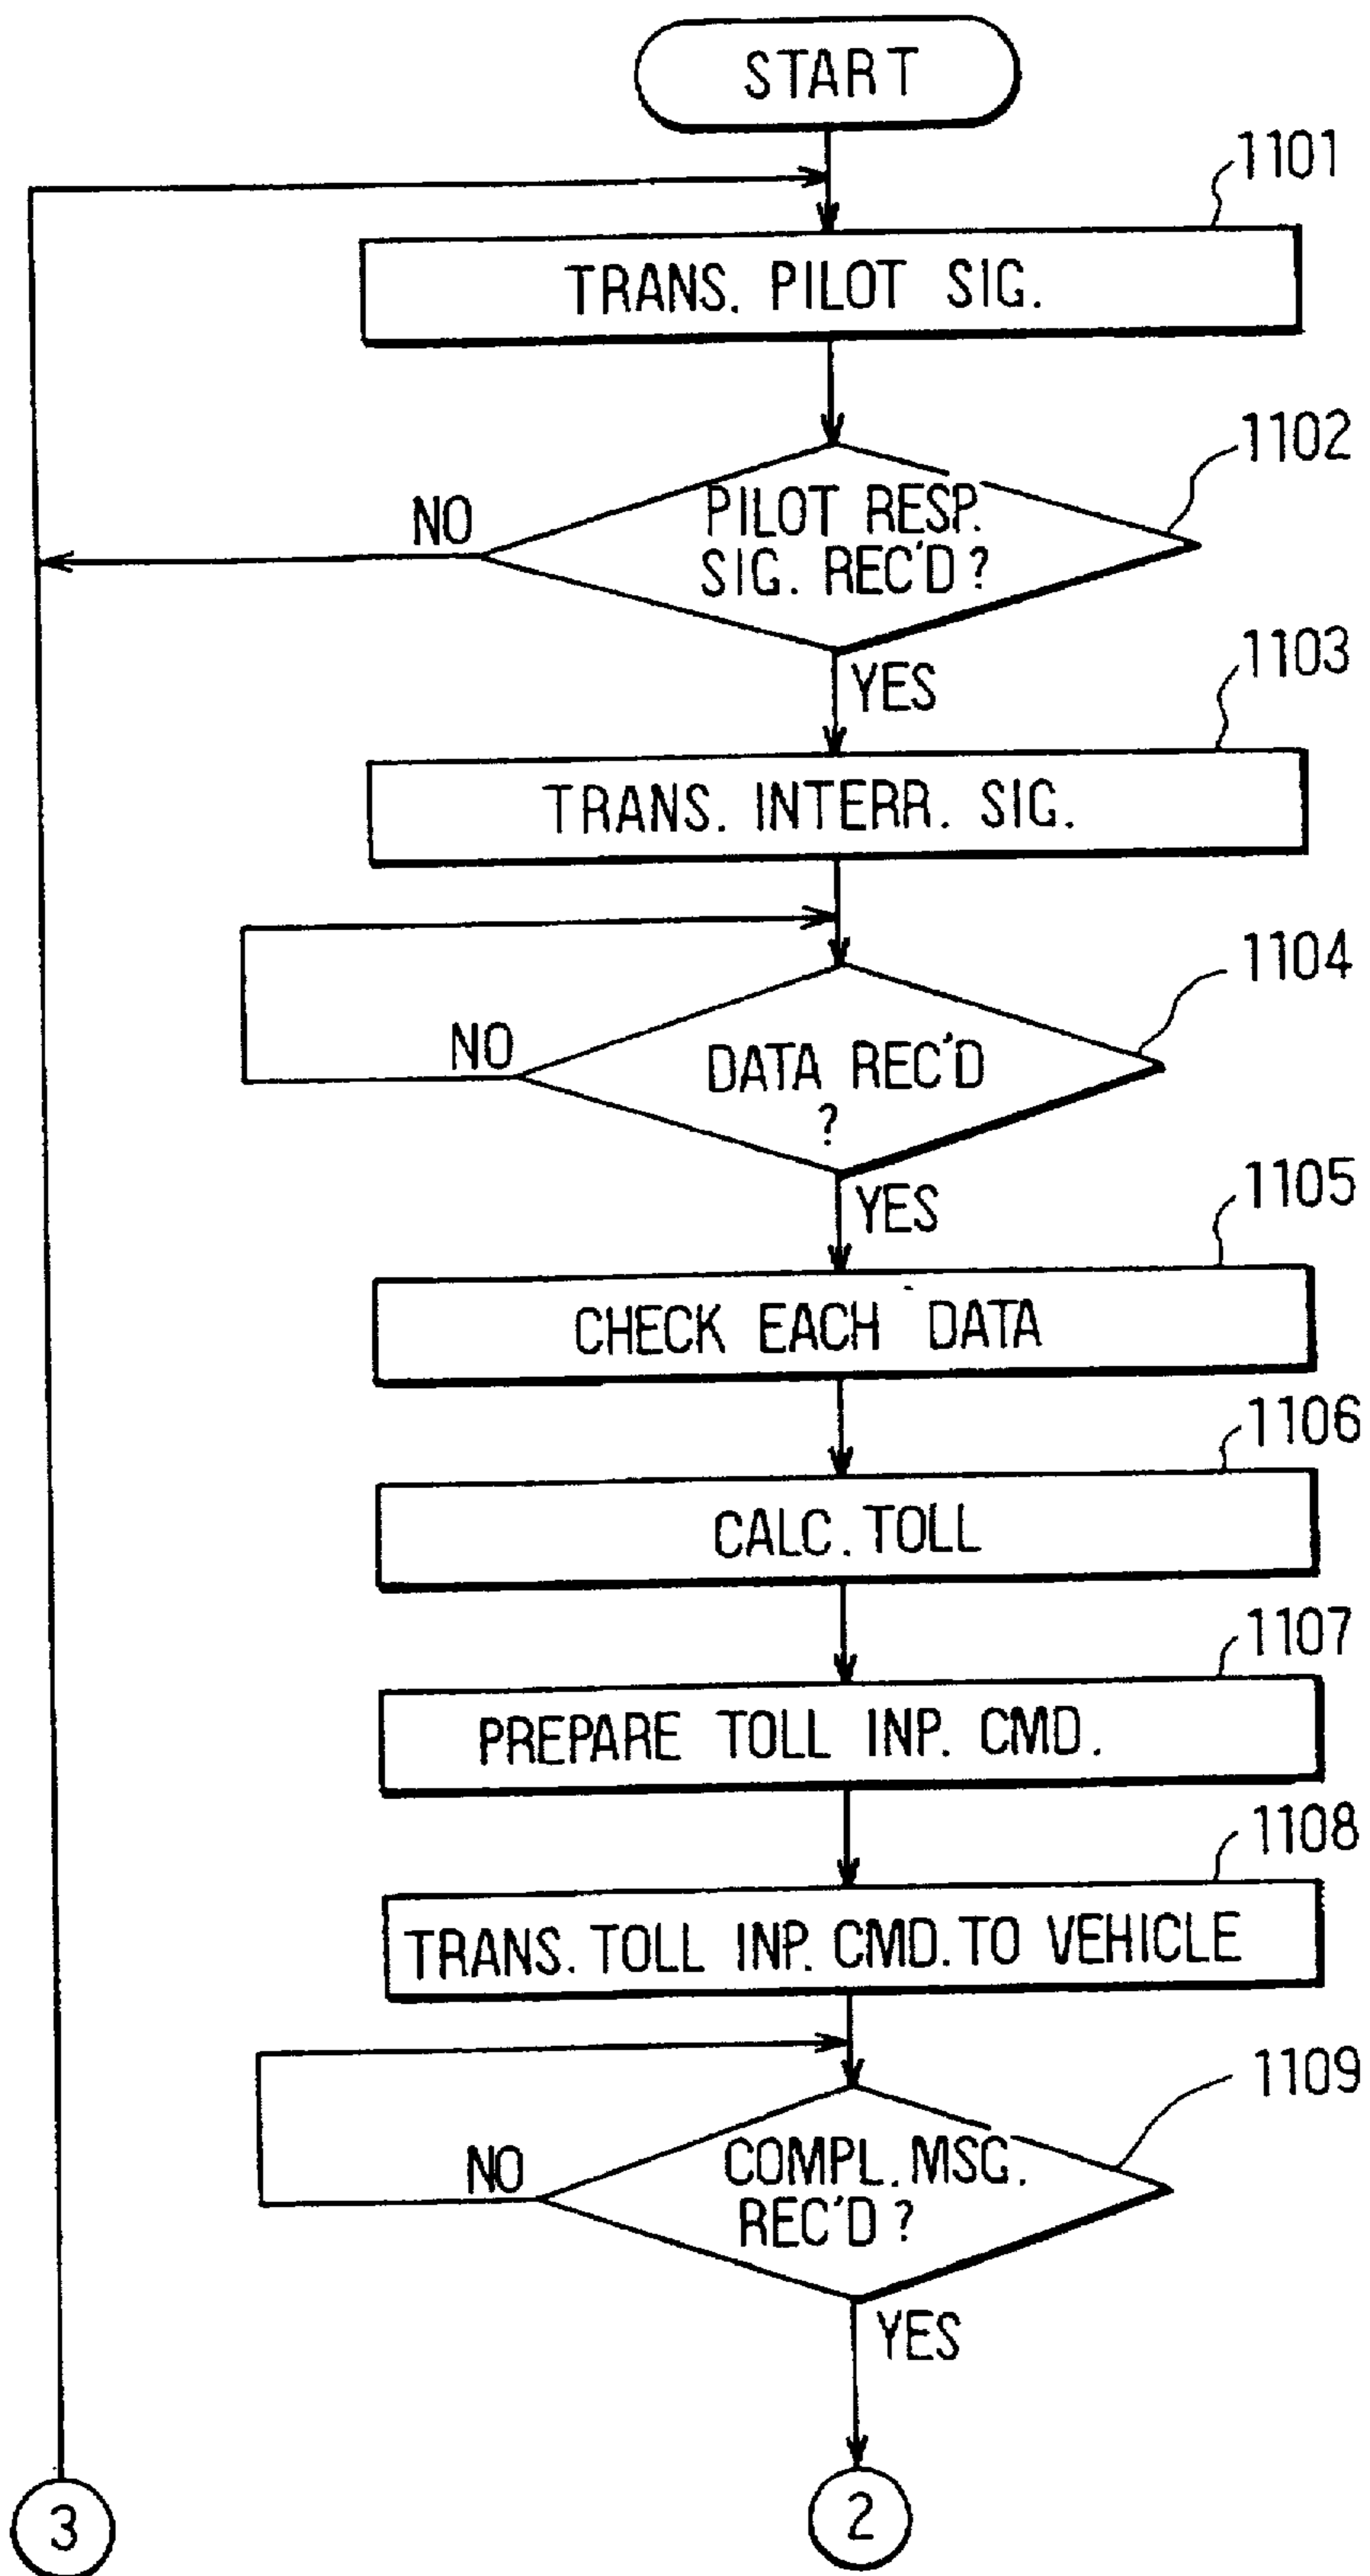 START
1101
TRANS. PILOT SIG.
1102
NO
PILOT RESP.
SIG. REC'D?
YES
1103
TRANS. INTERR. SIG.
1104
NO
DATA REC'D
?
YES
1105
CHECK EACH DATA
1106
CALC. TOLL
1107
PREPARE TOLL INP. CMD.
1108
TRANS. TOLL INP. CMD. TO VEHICLE
1109
NO
COMPL. MSG.
REC'D?
YES
3
2